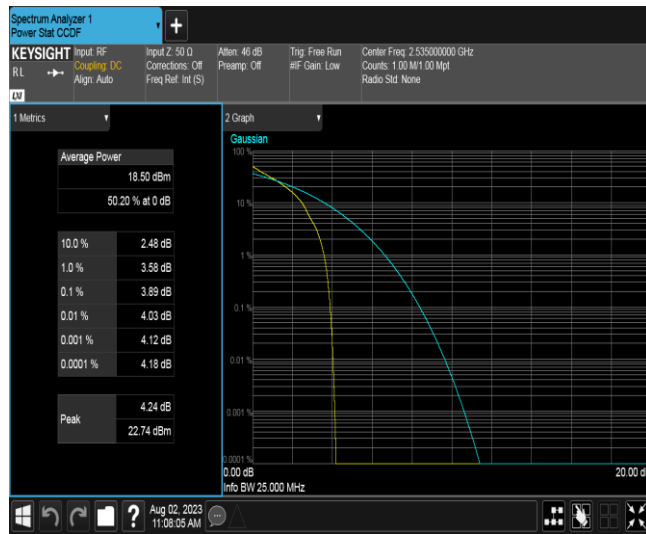 Spectrum Analyzer 1
Power Stat CCDF
+
KEYSIGHT
RL
LXI
Input: RF
Coupling: DC
Align: Auto
Input Z: 50 Ω
Corrections: Off
Freq Ref: Int (S)
Atten: 46 dB
Preamp: Off
Trig: Free Run
#IF Gain: Low
Center Freq: 2.535000000 GHz
Counts: 1.00 M/1.00 Mpt
Radio Std: None
1 Metrics
Average Power
18.50 dBm
50.20 % at 0 dB
10.0 % 2.48 dB
1.0 % 3.58 dB
0.1 % 3.89 dB
0.01 % 4.03 dB
0.001 % 4.12 dB
0.0001 % 4.18 dB
Peak
4.24 dB
22.74 dBm
2 Graph
Gaussian
100 %
10 %
1 %
0.1 %
0.01 %
0.001 %
0.0001 %
0.00 dB
20.00 d
Info BW 25.000 MHz
?
Aug 02, 2023
11:08:05 AM